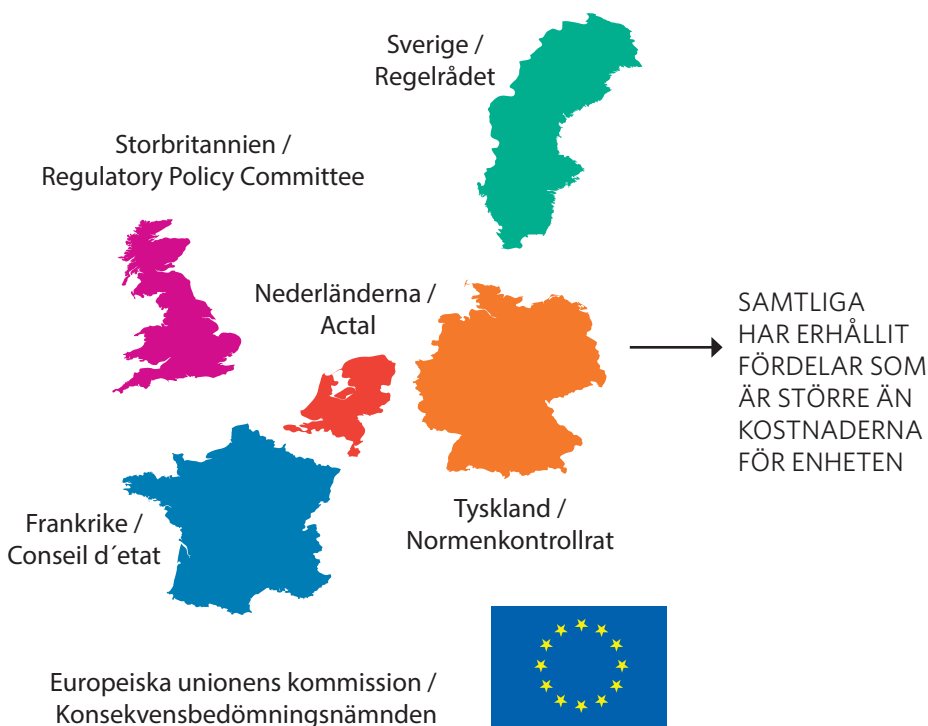 Sverige /
Regelrådet
Storbritannien /
Regulatory Policy Committee
Nederländerna /
Actal
SAMTLIGA
HAR ERHÅLLIT
FÖRDELAR SOM
ÄR STÖRRE ÄN
KOSTNADERNA
FÖR ENHETEN
Tyskland /
Normenkontrollrat
Frankrike /
Conseil d´etat
Europeiska unionens kommission /
Konsekvensbedömningsnämnden